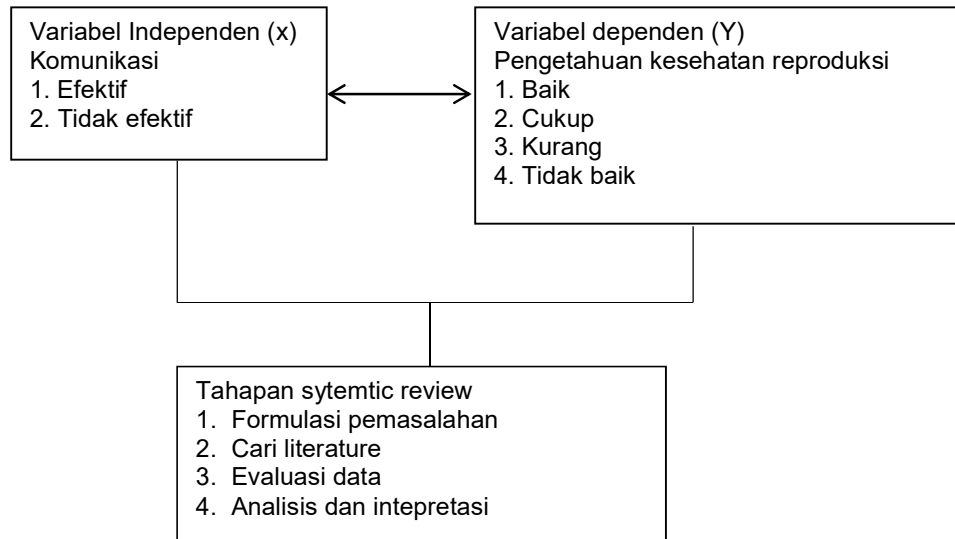 Variabel Independen (x)
Komunikasi
1. Efektif
2. Tidak efektif
Variabel dependen (Y)
Pengetahuan kesehatan reproduksi
1. Baik
2. Cukup
3. Kurang
4. Tidak baik
Tahapan sytemtic review
1. Formulasi pemasalahan
2. Cari literature
3. Evaluasi data
4. Analisis dan intepretasi